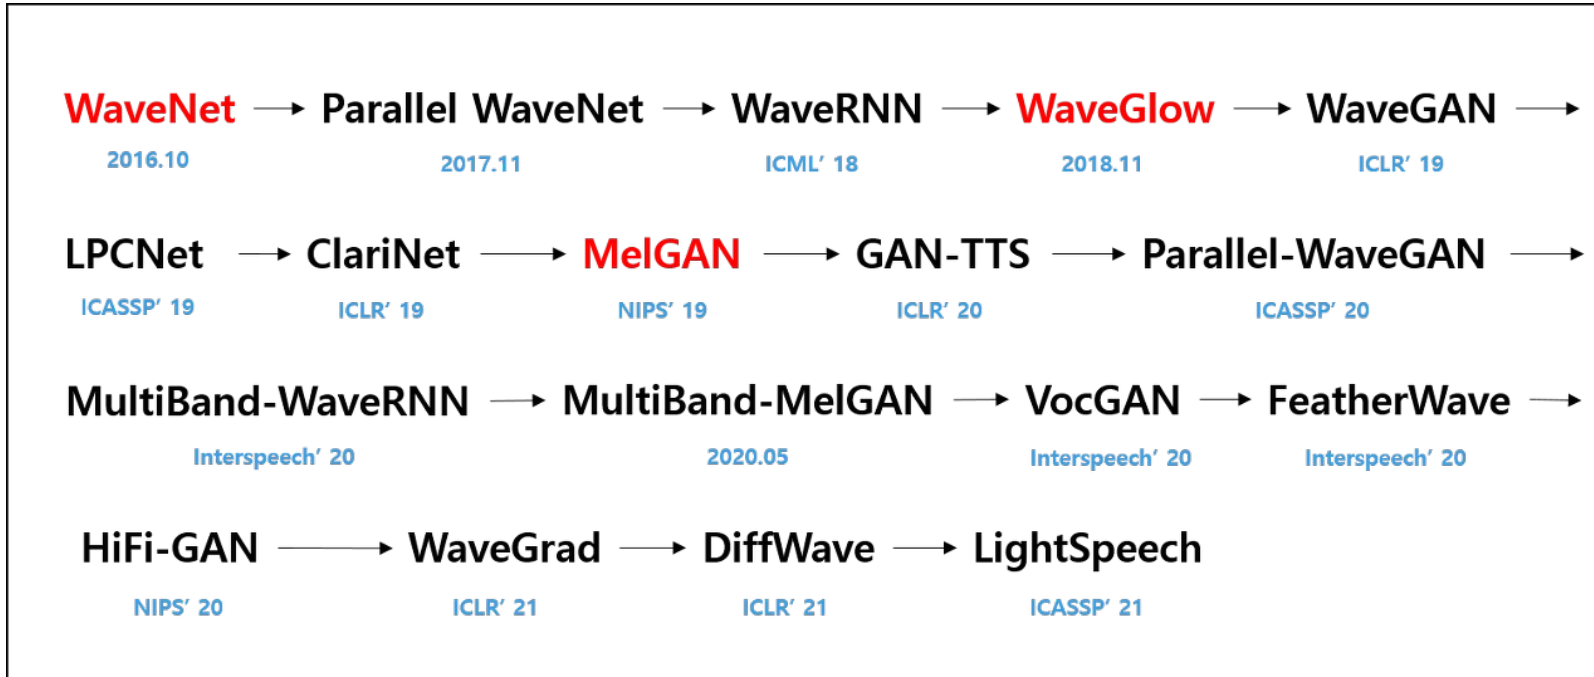 WaveNet Parallel WaveNet WaveRNN WaveGlow WaveGAN
2016.10 2017.11 ICML' 18 2018.11 ICLR' 19
LPCNet ClariNet MelGAN GAN-TTS Parallel-WaveGAN
ICASSP' 19 ICLR' 19 NIPS' 19 ICLR' 20 ICASSP' 20
MultiBand-WaveRNN MultiBand-MelGAN VocGAN FeatherWave
Interspeech' 20 2020.05 Interspeech' 20 Interspeech' 20
HiFi-GAN WaveGrad DiffWave LightSpeech
NIPS' 20 ICLR' 21 ICLR' 21 ICASSP' 21